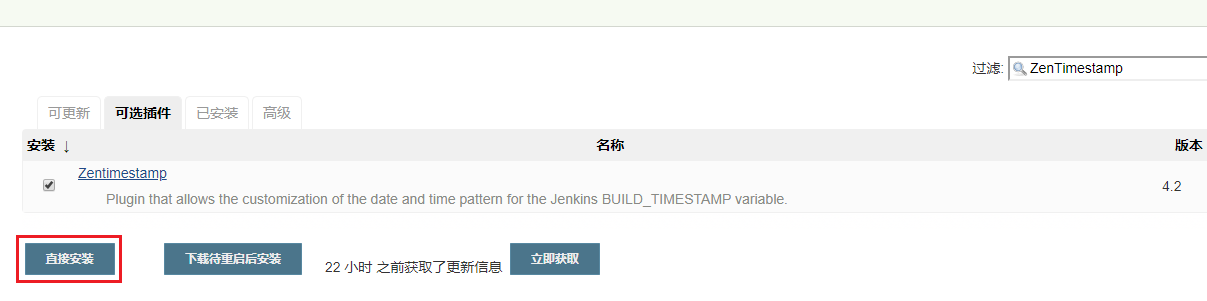 过滤: ZenTimestamp
可更新 可选插件 已安装 高级
安装 ↓ 名称 版本
Zentimestamp
Plugin that allows the customization of the date and time pattern for the Jenkins BUILD_TIMESTAMP variable.
4.2
直接安装 下载待重启后安装 22 小时 之前获取了更新信息 立即获取